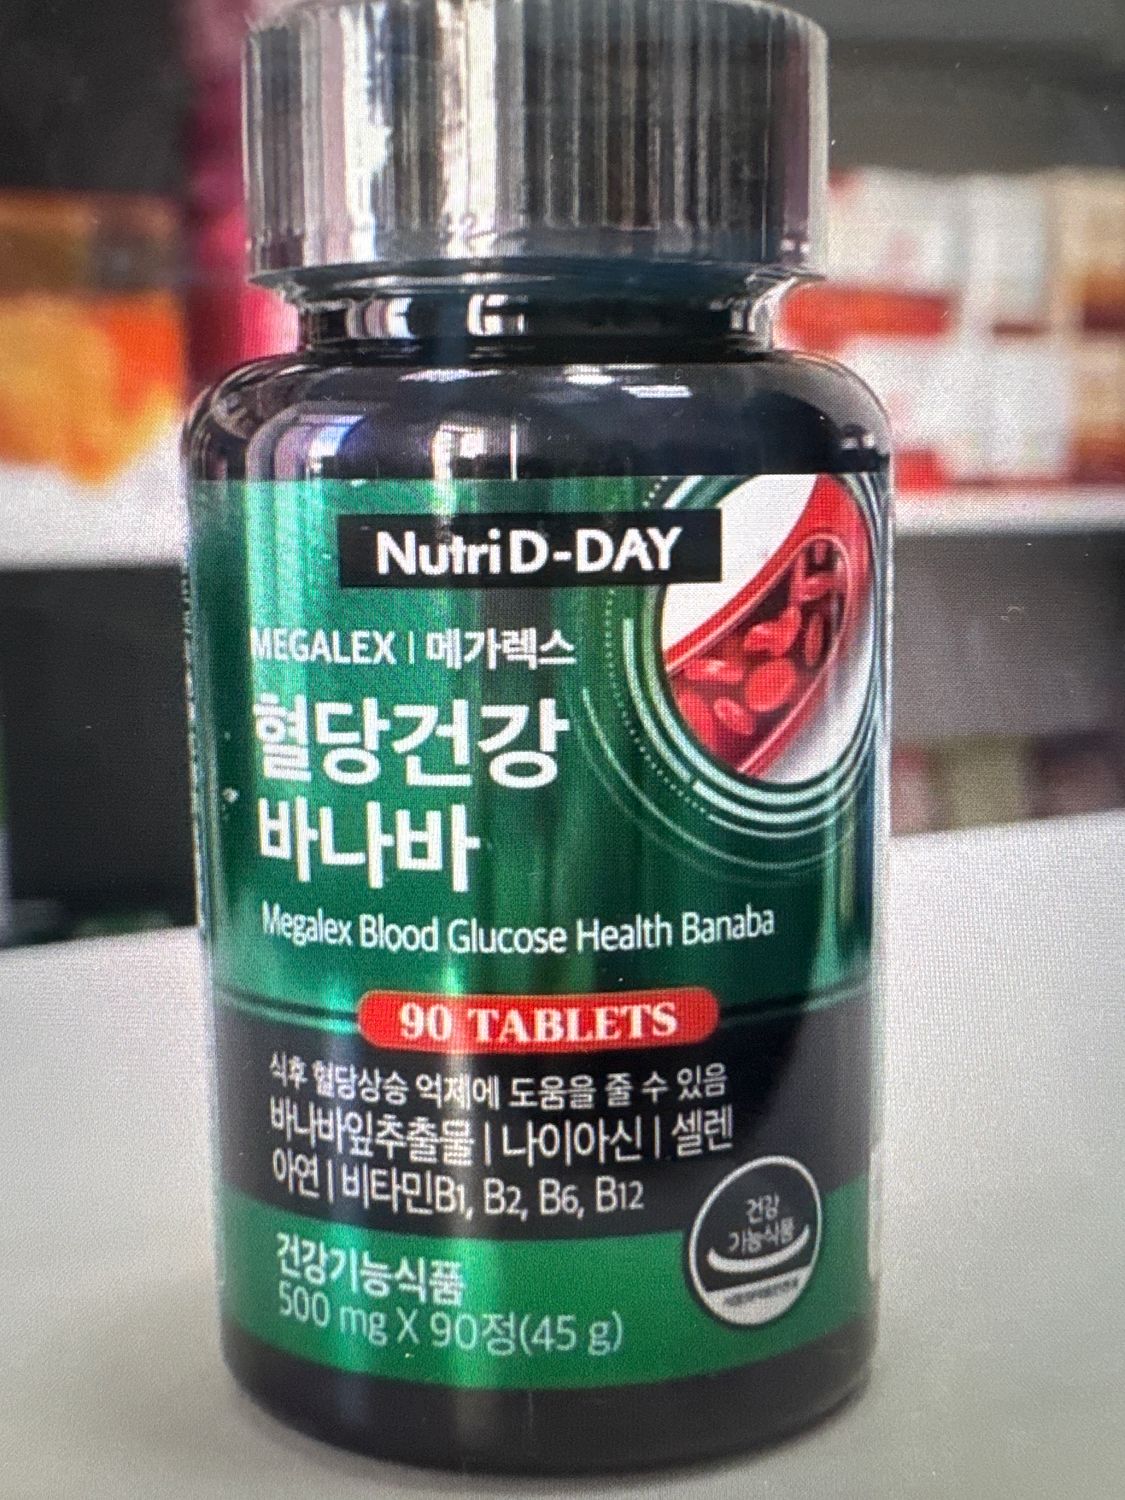 NutriD-DAY
MEGALEX | 메가렉스
혈당건강
바나바
Megalex Blood Glucose Health Banaba
90 TABLETS
식후 혈당상승 억제에 도움을 줄 수 있음
바나바잎추출물 | 나이아신 | 셀렌
아연 | 비타민B1, B2, B6, B12
건강기능식품
500 mg X 90정(45 g)
건강
기능식품